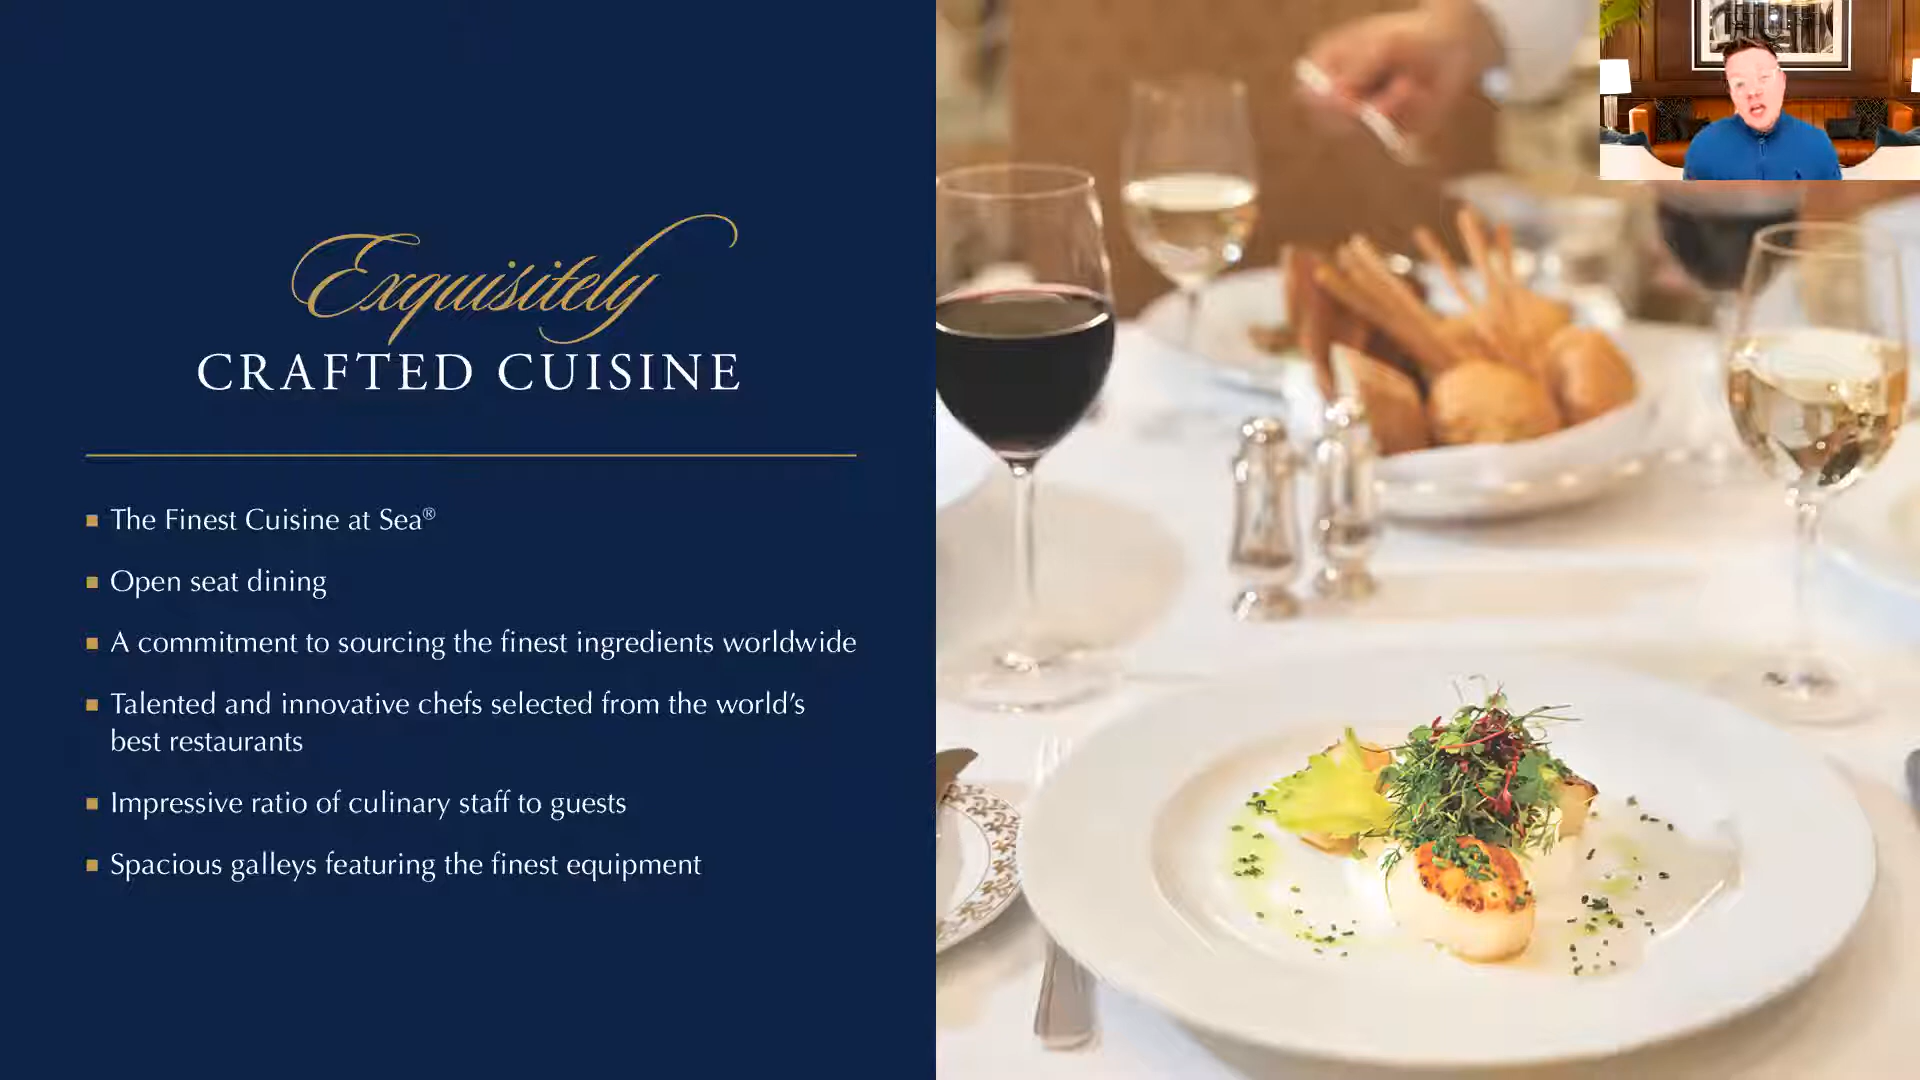 Exquisitely
CRAFTED CUISINE
The Finest Cuisine at Sea®
Open seat dining
A commitment to sourcing the finest ingredients worldwide
Talented and innovative chefs selected from the world’s
best restaurants
Impressive ratio of culinary staff to guests
Spacious galleys featuring the finest equipment